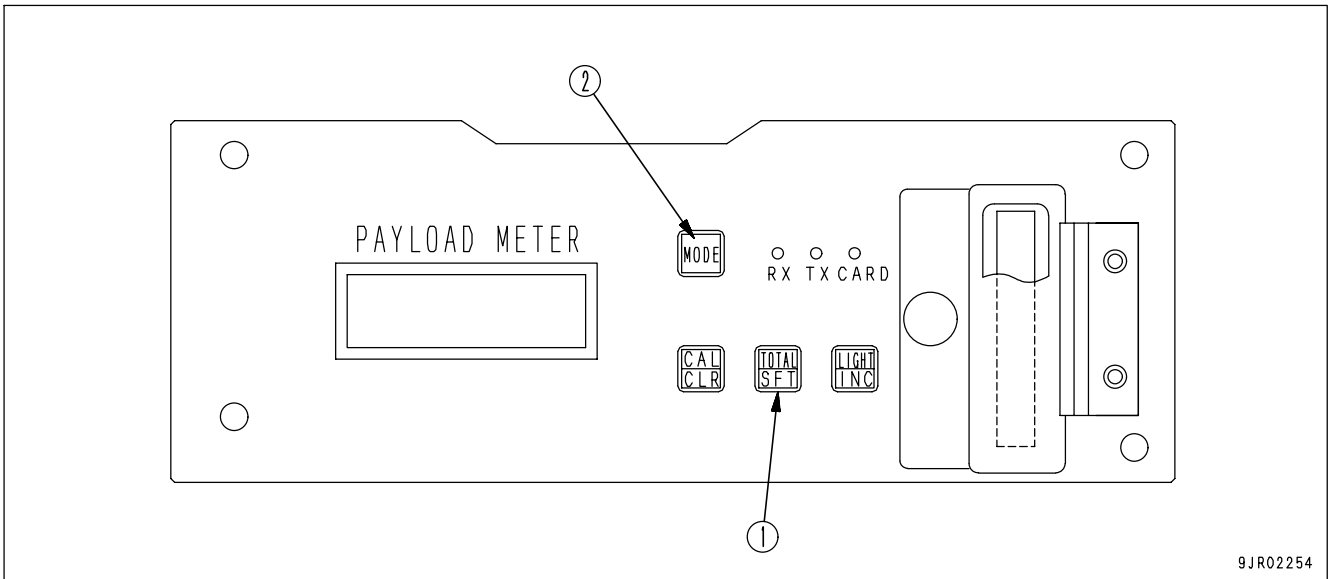 2
PAYLOAD METER
MODE
RX TX CARD
CAL
CLR
TOTAL
SFT
LIGHT
INC
1
9JR02254